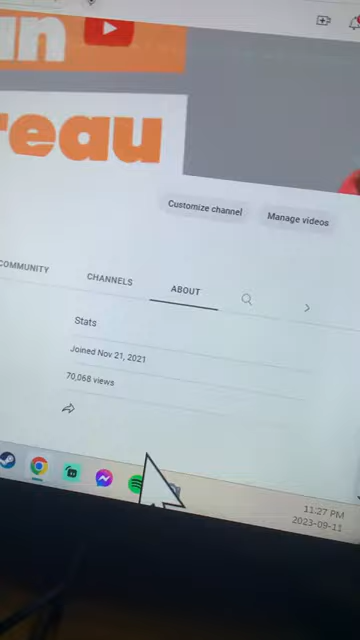 an
reau
Customize channel
Manage videos
COMMUNITY
CHANNELS
ABOUT
Stats
Joined Nov 21, 2021
70,068 views
11:27 PM
2023-09-11